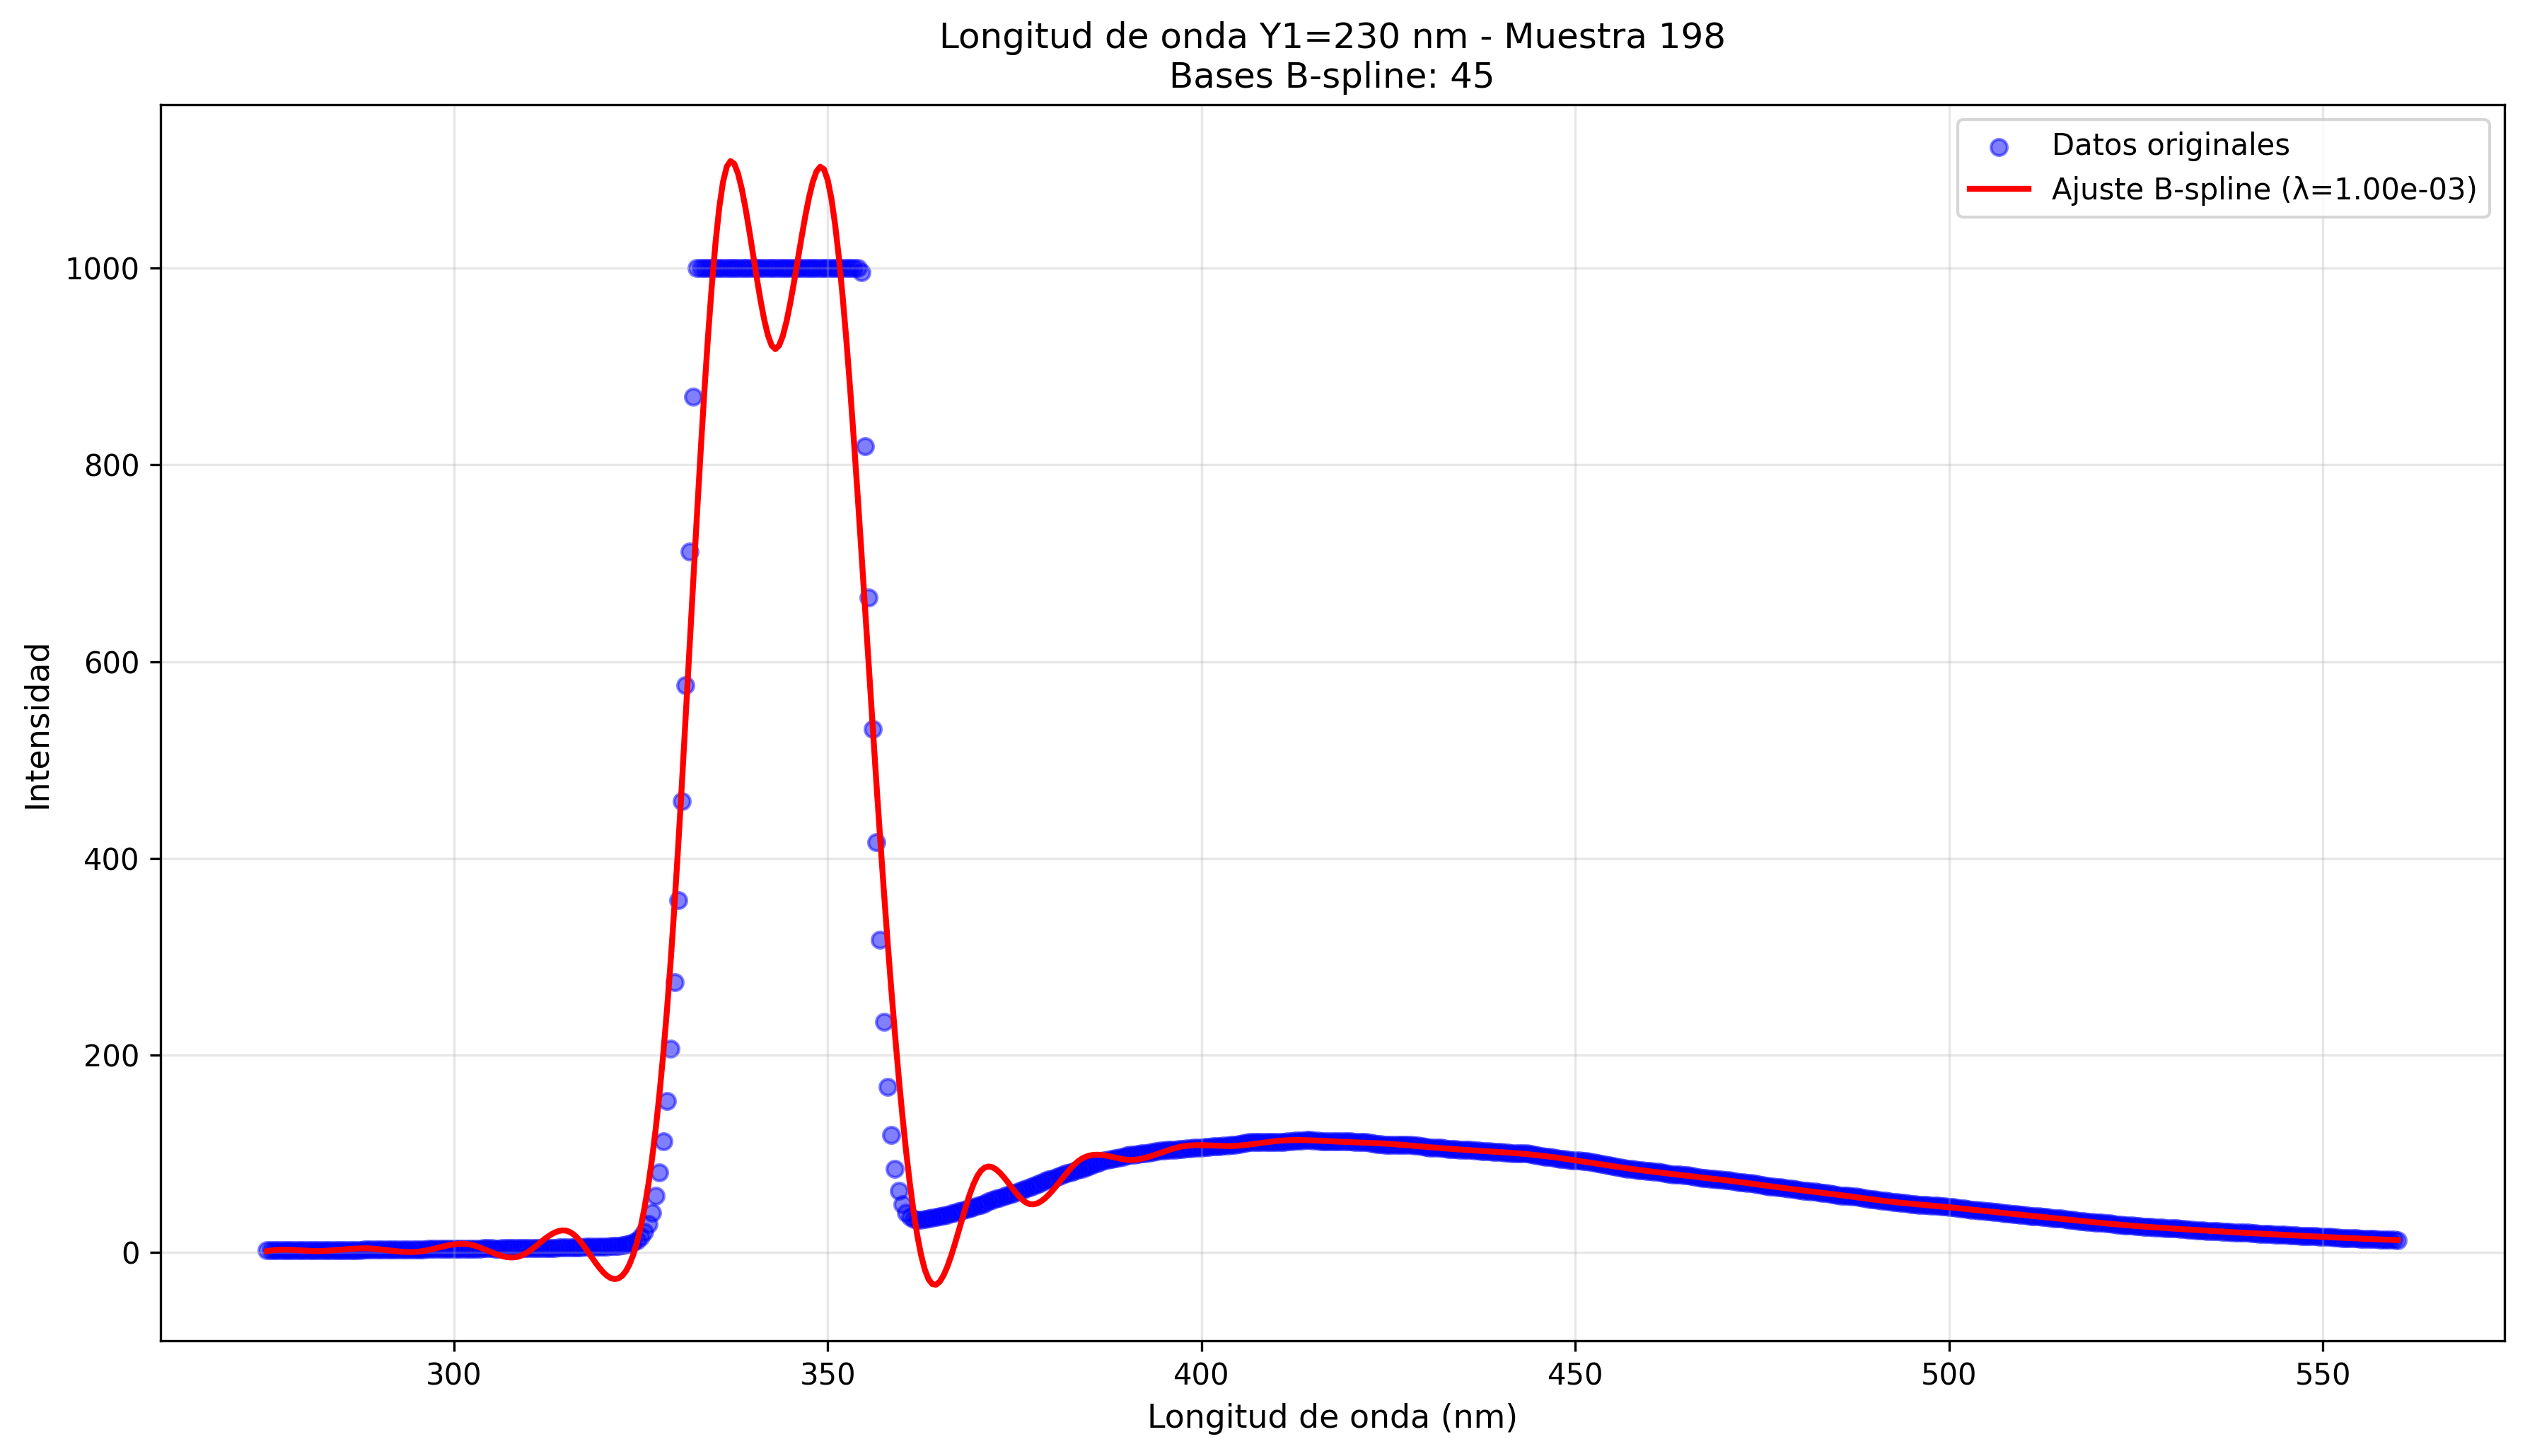 Longitud de onda Y1=230 nm - Muestra 198
Bases B-spline: 45
Datos originales
Ajuste B-spline (λ=1.00e-03)
Intensidad
1000
800
600
400
200
0
300
350
400
450
500
550
Longitud de onda (nm)